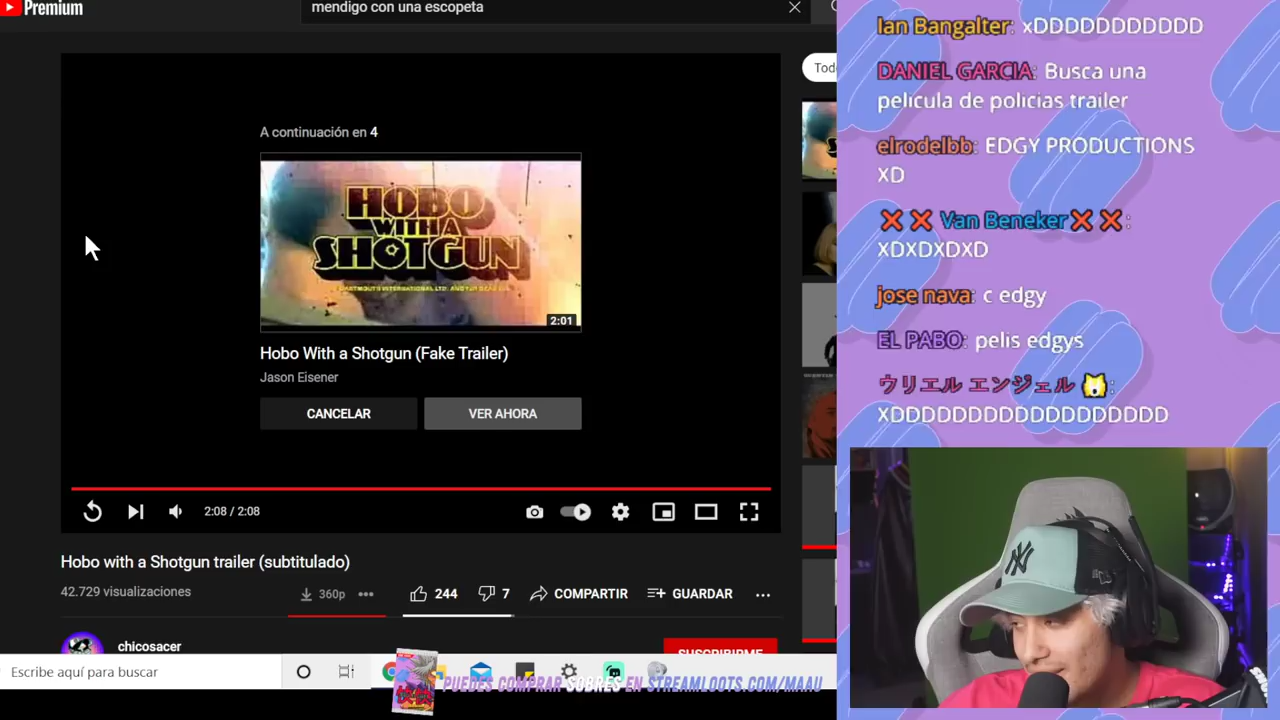 Premium
mendigo con una escopeta
Todo
A continuación en 4
HOBO
WITH A
SHOTGUN
2:01
Hobo With a Shotgun (Fake Trailer)
Jason Eisener
CANCELAR
VER AHORA
2:08 / 2:08
Hobo with a Shotgun trailer (subtitulado)
42.729 visualizaciones
360p
244
7
COMPARTIR
GUARDAR
chicosacer
SUSCRIBIRME
Escribe aquí para buscar
PUEDES COMPRAR SOBRES EN STREAMLOOTS.COM/MAAU
Ian Bangalter: xDDDDDDDDDDD
DANIEL GARCIA: Busca una
pelicula de policias trailer
elrodelbb: EDGY PRODUCTIONS
XD
Van Beneker:
XDXDXDXD
jose nava: c edgy
EL PABO: pelis edgys
ウリエル エンジェル:
XDDDDDDDDDDDDDDDDDD
NY